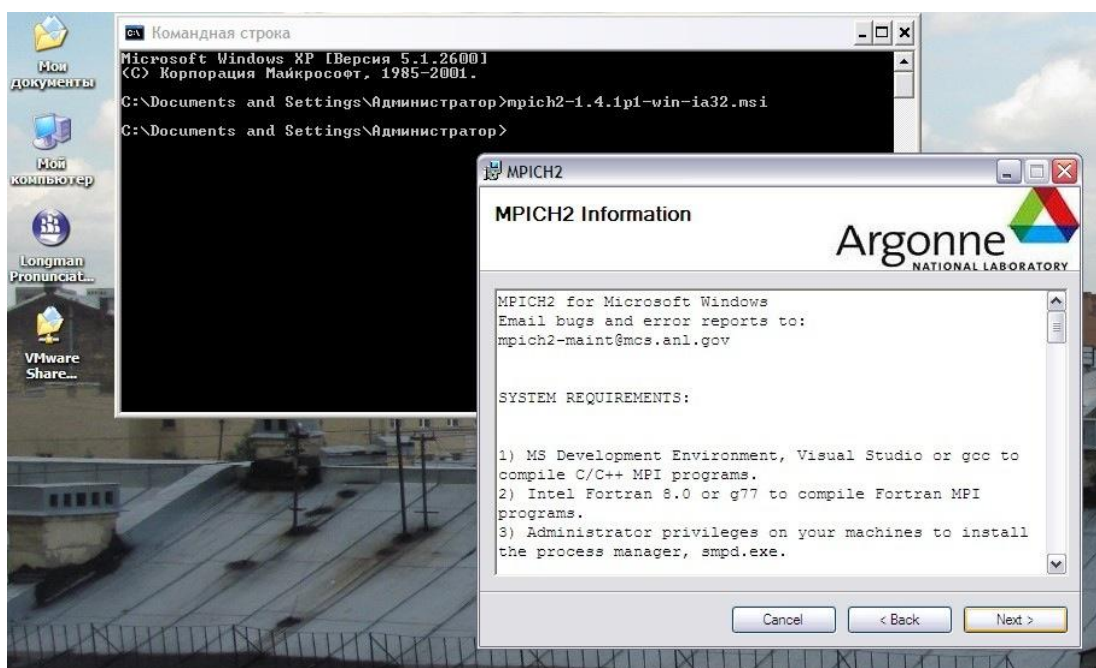 Мои
документы
Мой
компьютер
Longman
Pronunciat...
VMware
Share...
Командная строка
Microsoft Windows XP [Версия 5.1.2600]
(C) Корпорация Майкрософт, 1985-2001.
C:\Documents and Settings\Администратор>mpich2-1.4.1p1-win-ia32.msi
C:\Documents and Settings\Администратор>
MPICH2
MPICH2 Information
Argonne
NATIONAL LABORATORY
MPICH2 for Microsoft Windows
Email bugs and error reports to:
mpich2-maint@mcs.anl.gov
SYSTEM REQUIREMENTS:
1) MS Development Environment, Visual Studio or gcc to
compile C/C++ MPI programs.
2) Intel Fortran 8.0 or g77 to compile Fortran MPI
programs.
3) Administrator privileges on your machines to install
the process manager, smpd.exe.
Cancel
< Back
Next >